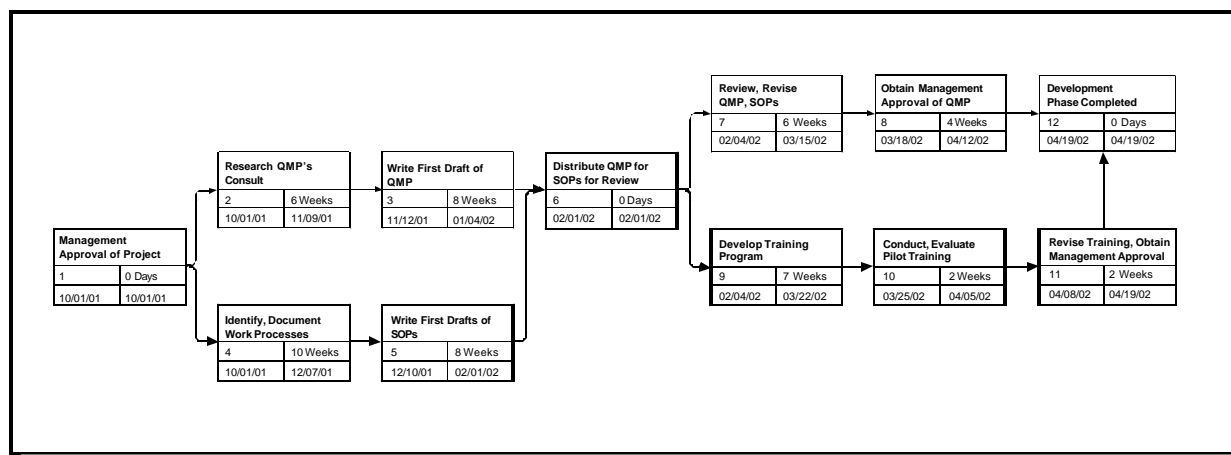 Management
Approval of Project
1 0 Days
10/01/01 10/01/01
Research QMP's
Consult
2 6 Weeks
10/01/01 11/09/01
Write First Draft of
QMP
3 8 Weeks
11/12/01 01/04/02
Identify, Document
Work Processes
4 10 Weeks
10/01/01 12/07/01
Write First Drafts of
SOPs
5 8 Weeks
12/10/01 02/01/02
Distribute QMP for
SOPs for Review
6 0 Days
02/01/02 02/01/02
Review, Revise
QMP, SOPs
7 6 Weeks
02/04/02 03/15/02
Obtain Management
Approval of QMP
8 4 Weeks
03/18/02 04/12/02
Development
Phase Completed
12 0 Days
04/19/02 04/19/02
Develop Training
Program
9 7 Weeks
02/04/02 03/22/02
Conduct, Evaluate
Pilot Training
10 2 Weeks
03/25/02 04/05/02
Revise Training, Obtain
Management Approval
11 2 Weeks
04/08/02 04/19/02